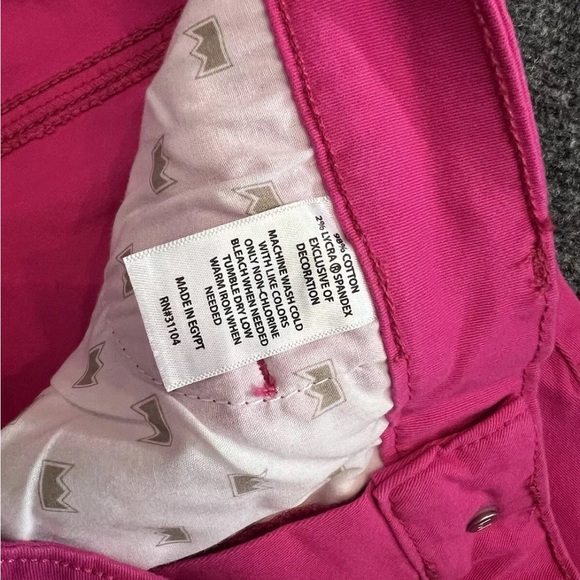 98% COTTON
2% LYCRA ® SPANDEX
EXCLUSIVE OF
DECORATION
MACHINE WASH COLD
WITH LIKE COLORS
ONLY NON-CHLORINE
BLEACH WHEN NEEDED
TUMBLE DRY LOW
WARM IRON WHEN
NEEDED
MADE IN EGYPT
RN#31104